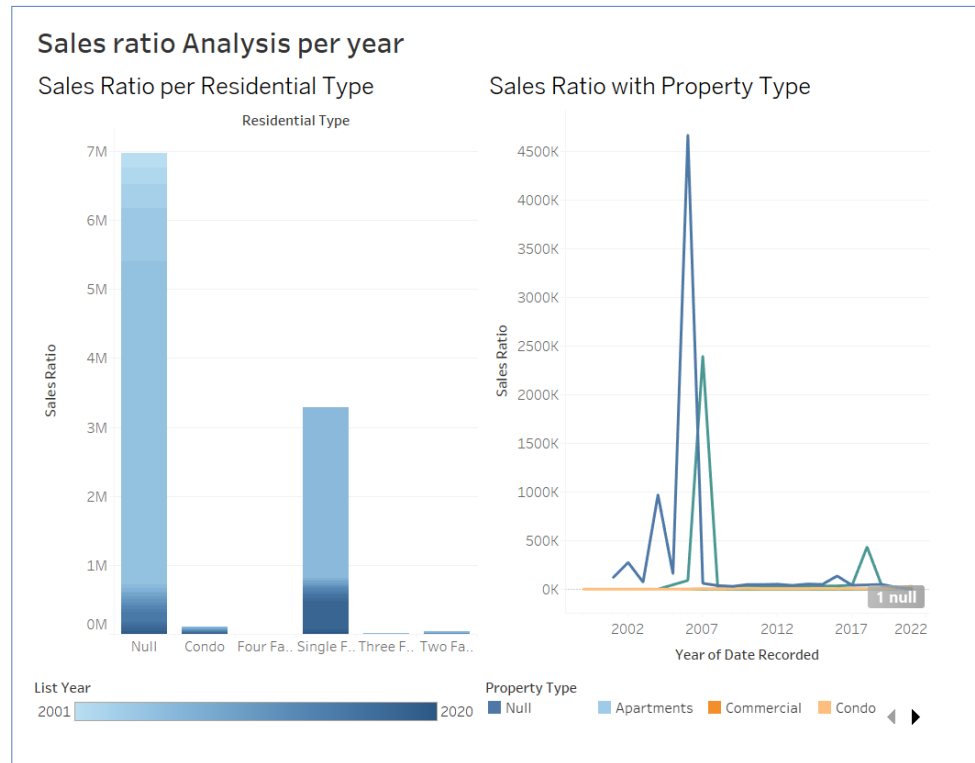 Sales ratio Analysis per year
Sales Ratio per Residential Type
Residential Type
Sales Ratio
7M
6M
5M
4M
3M
2M
1M
0M
Null Condo Four Fa.. Single F.. Three F.. Two Fa..
List Year
2001 2020
Sales Ratio with Property Type
Sales Ratio
4500K
4000K
3500K
3000K
2500K
2000K
1500K
1000K
500K
0K
1 null
2002 2007 2012 2017 2022
Year of Date Recorded
Property Type
Null Apartments Commercial Condo